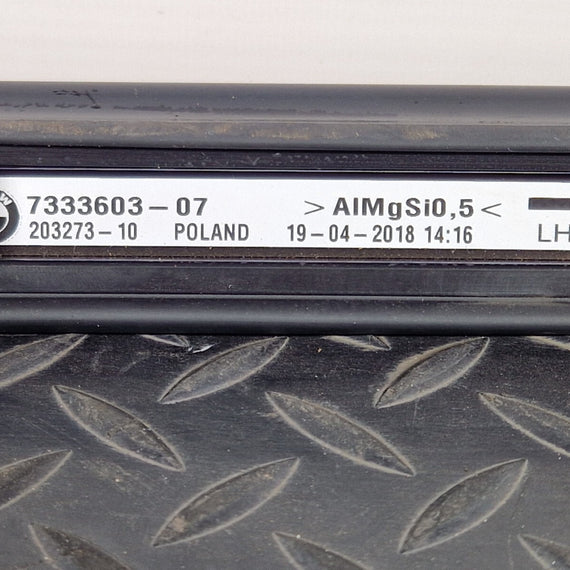 7333603-07 >AlMgSi0,5<
203273-10 POLAND 19-04-2018 14:16 LH